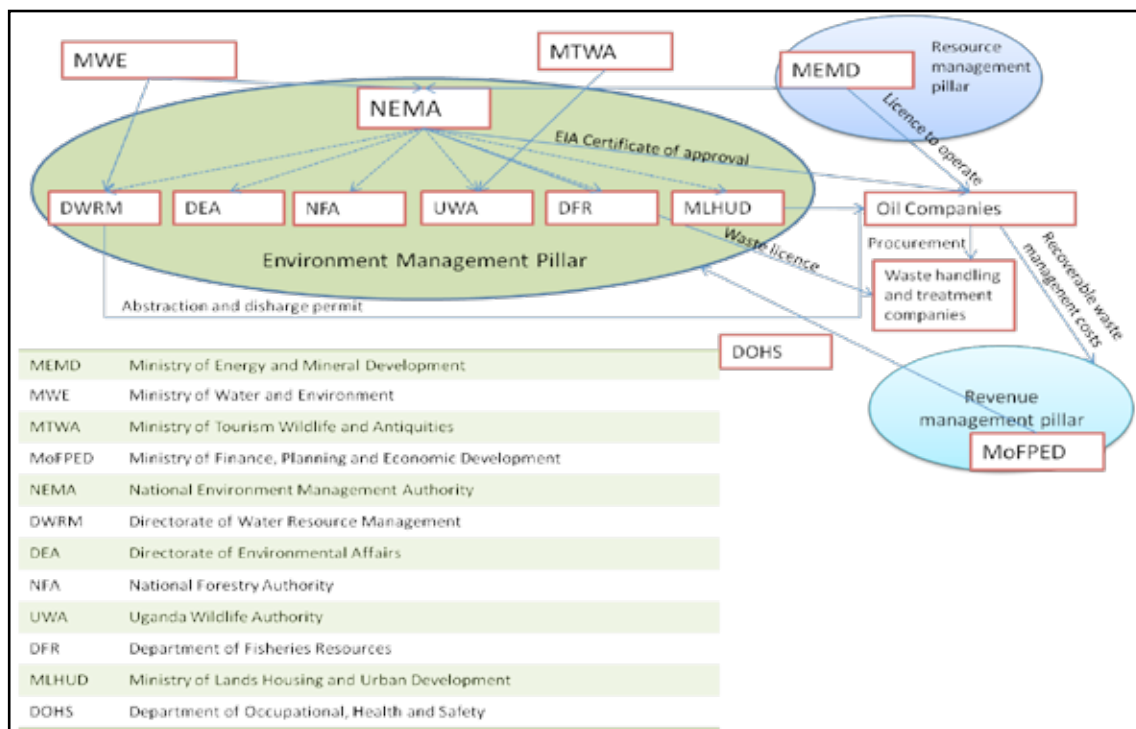 MWE
MTWA
MEMD
Resource
management
pillar
NEMA
Licence to operate
EIA Certificate of approval
DWRM
DEA
NFA
UWA
DFR
MLHUD
Oil Companies
Environment Management Pillar
Waste licence
Procurement
Recoverable waste
management costs
Waste handling
and treatment
companies
Abstraction and disharge permit
DOHS
Revenue
management pillar
MoFPED
MEMD Ministry of Energy and Mineral Development
MWE Ministry of Water and Environment
MTWA Ministry of Tourism Wildlife and Antiquities
MoFPED Ministry of Finance, Planning and Economic Development
NEMA National Environment Management Authority
DWRM Directorate of Water Resource Management
DEA Directorate of Environmental Affairs
NFA National Forestry Authority
UWA Uganda Wildlife Authority
DFR Department of Fisheries Resources
MLHUD Ministry of Lands Housing and Urban Development
DOHS Department of Occupational, Health and Safety